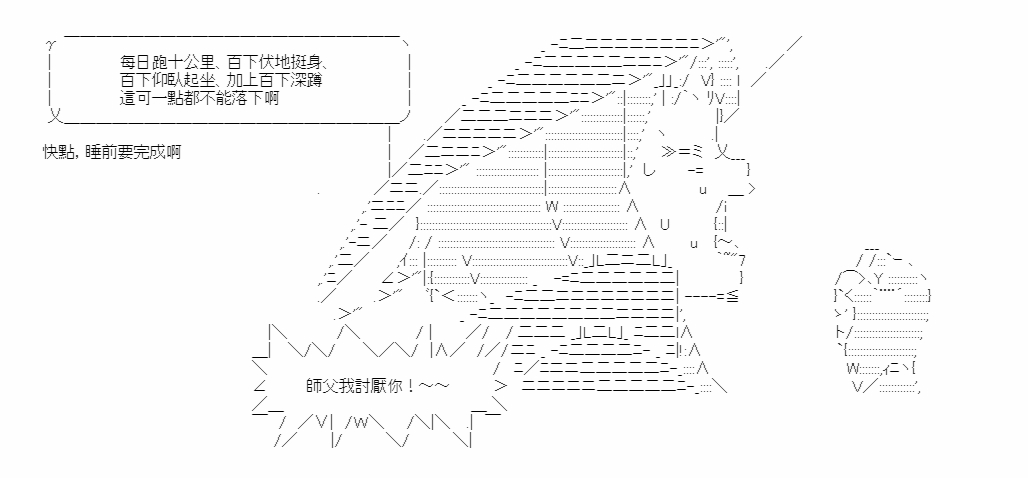 每日跑十公里、百下伏地挺身、
百下仰臥起坐、加上百下深蹲
這可一點都不能落下啊
快點，睡前要完成啊
師父我討厭你！～～